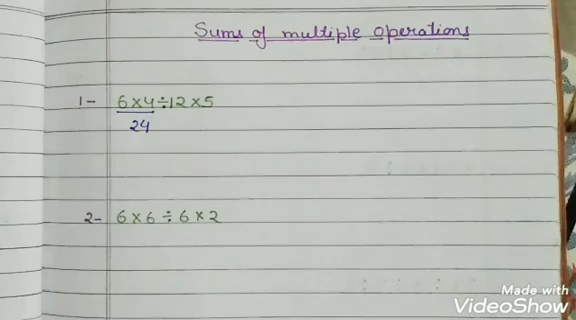 Sums of multiple operations
1- 6×4÷12×5
24
2- 6×6÷6×2
Made with
VideoShow